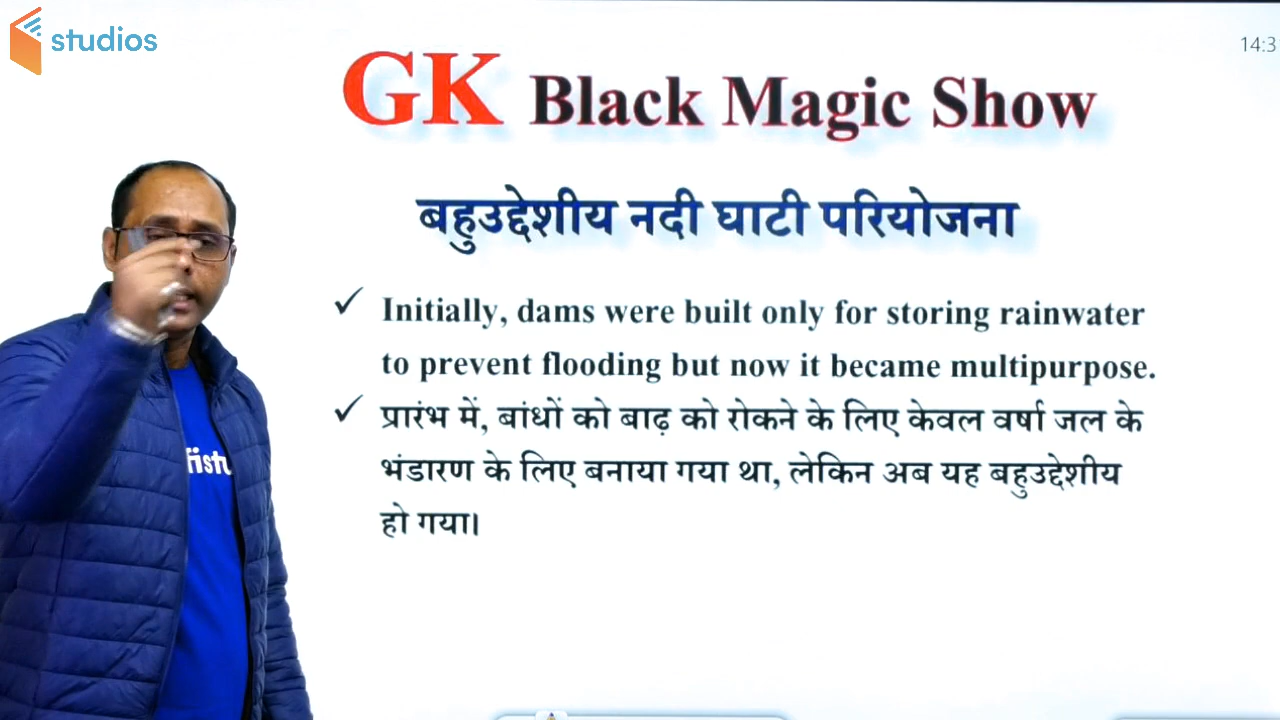 studios
14:3
GK Black Magic Show
बहुउद्देशीय नदी घाटी परियोजना
✓ Initially, dams were built only for storing rainwater
to prevent flooding but now it became multipurpose.
✓ प्रारंभ में, बांधों को बाढ़ को रोकने के लिए केवल वर्षा जल के
भंडारण के लिए बनाया गया था, लेकिन अब यह बहुउद्देशीय
हो गया।
fistu